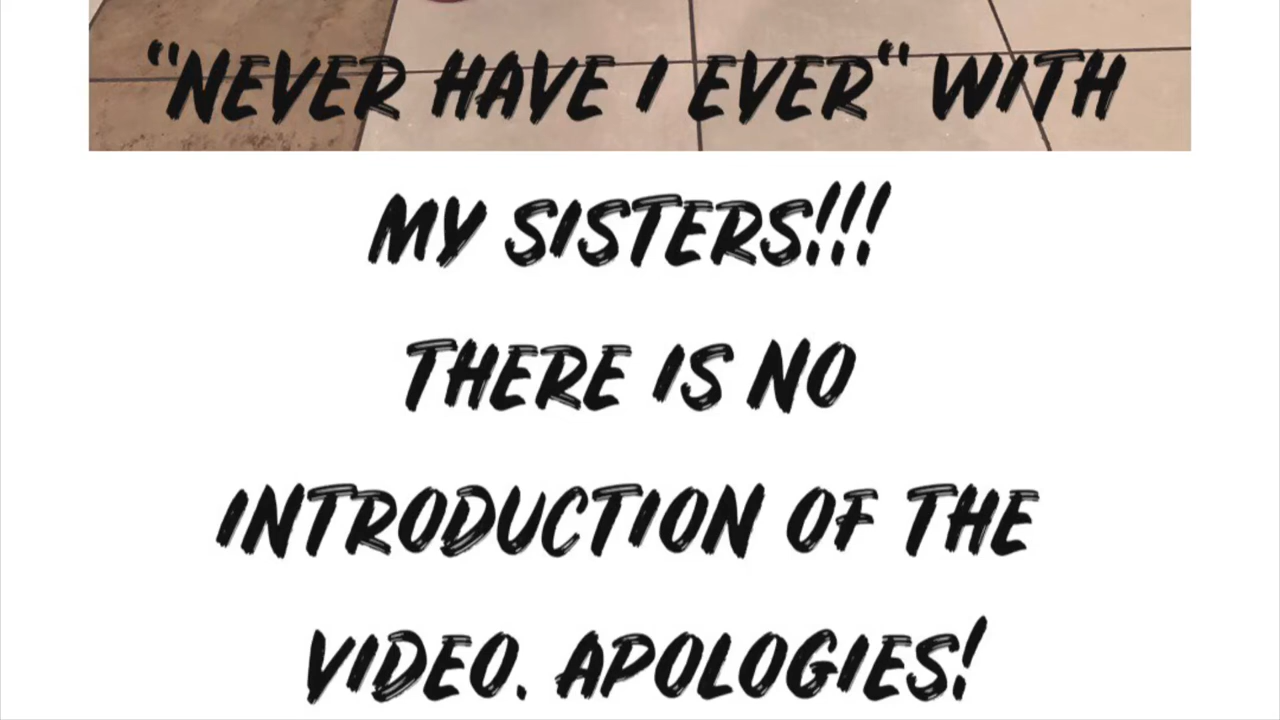 “NEVER HAVE I EVER“ WITH
MY SISTERS!!!
THERE IS NO
INTRODUCTION OF THE
VIDEO. APOLOGIES!